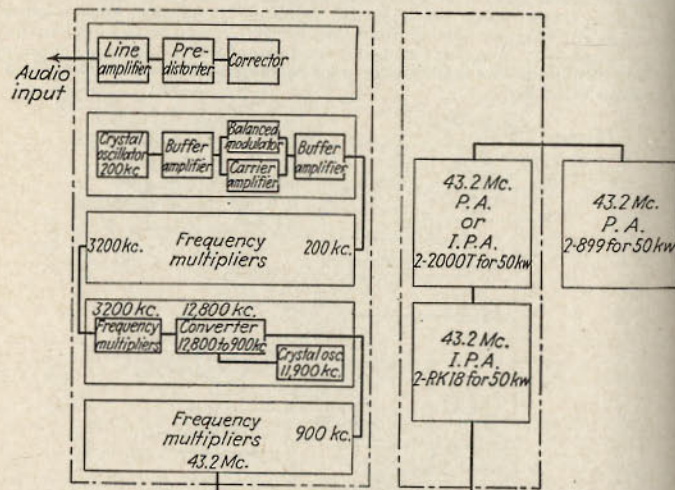 Audio
input
Line
amplifier
Pre-
distorter
Corrector
Crystal
oscillator
200 kc.
Buffer
amplifier
Balanced
modulator
Carrier
amplifier
Buffer
amplifier
3200 kc.
Frequency
multipliers
200 kc.
3200 kc.
Frequency
multipliers
12,800 kc.
Converter
12,800 to 900 kc
Crystal osc.
11,900 kc.
Frequency
multipliers
900 kc.
43.2 Mc.
43.2 Mc.
P. A.
or
I. P. A.
2-2000T for 50 kw
43.2 Mc.
P. A.
2-899 for 50 kw
43.2 Mc.
I. P. A.
2-RK18 for 50 kw